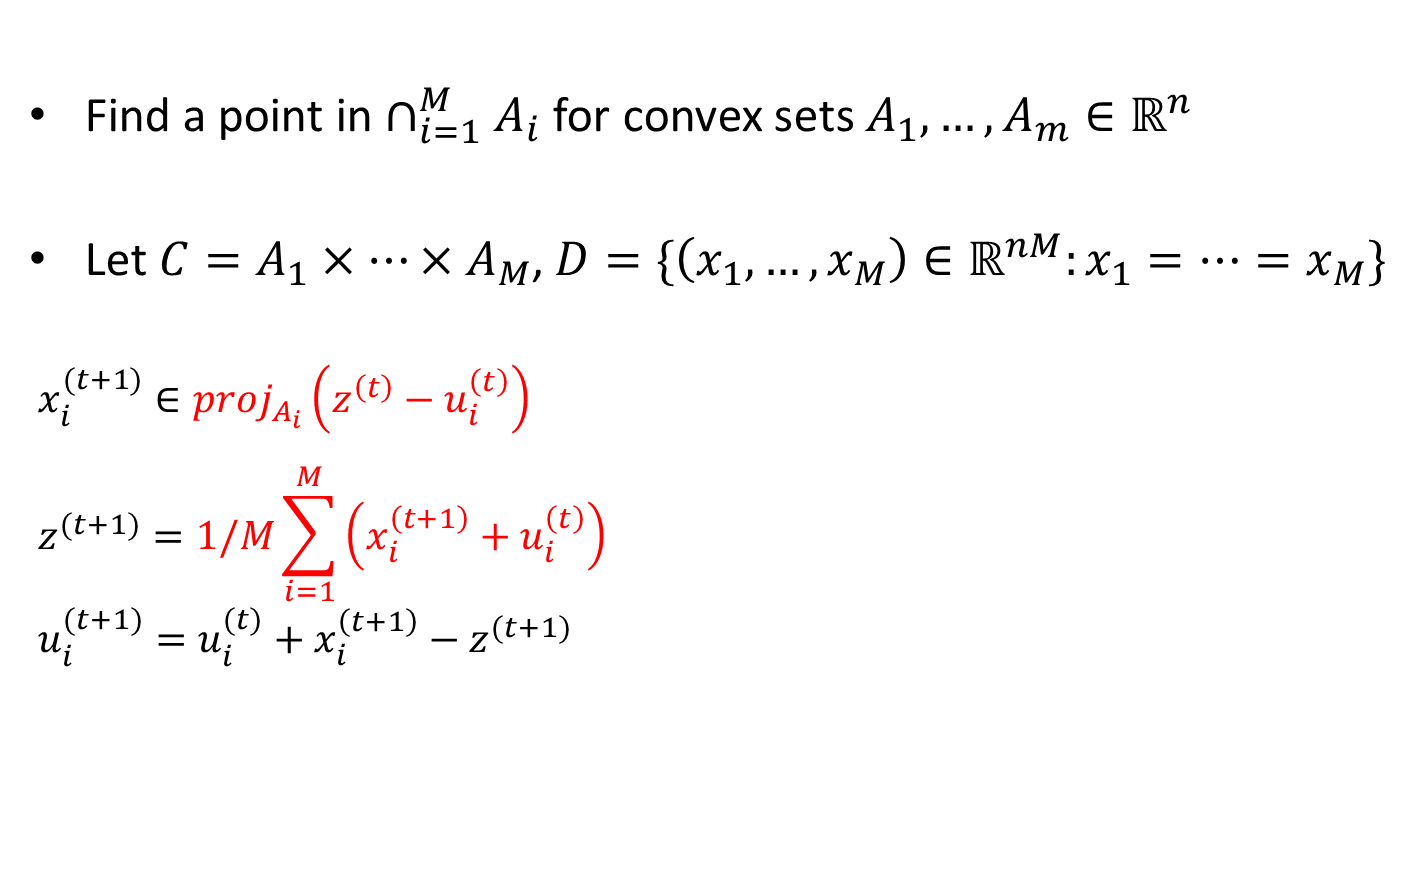 • Find a point in ∩_{i=1}^{M} A_i for convex sets A_1, … , A_m ∈ ℝ^n
• Let C = A_1 × ⋯ × A_M, D = {(x_1, … , x_M) ∈ ℝ^{nM}: x_1 = ⋯ = x_M}
x_i^{(t+1)} ∈ proj_{A_i}(z^{(t)} − u_i^{(t)})
z^{(t+1)} = 1/M ∑_{i=1}^{M} (x_i^{(t+1)} + u_i^{(t)})
u_i^{(t+1)} = u_i^{(t)} + x_i^{(t+1)} − z^{(t+1)}